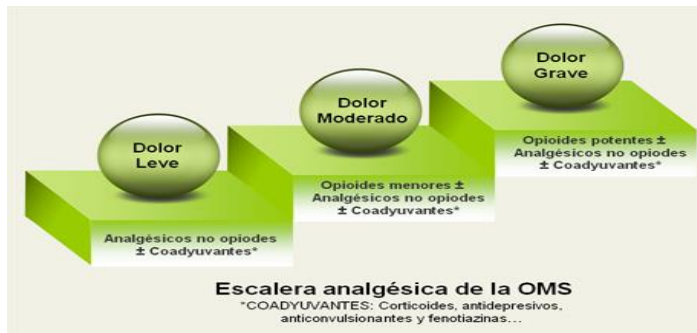 Dolor
Leve
Analgésicos no opiodes
± Coadyuvantes*
Dolor
Moderado
Opioides menores ±
Analgésicos no opiodes
± Coadyuvantes*
Dolor
Grave
Opioides potentes ±
Analgésicos no opiodes
± Coadyuvantes*
Escalera analgésica de la OMS
*COADYUVANTES: Corticoides, antidepresivos,
anticonvulsionantes y fenotiazinas...